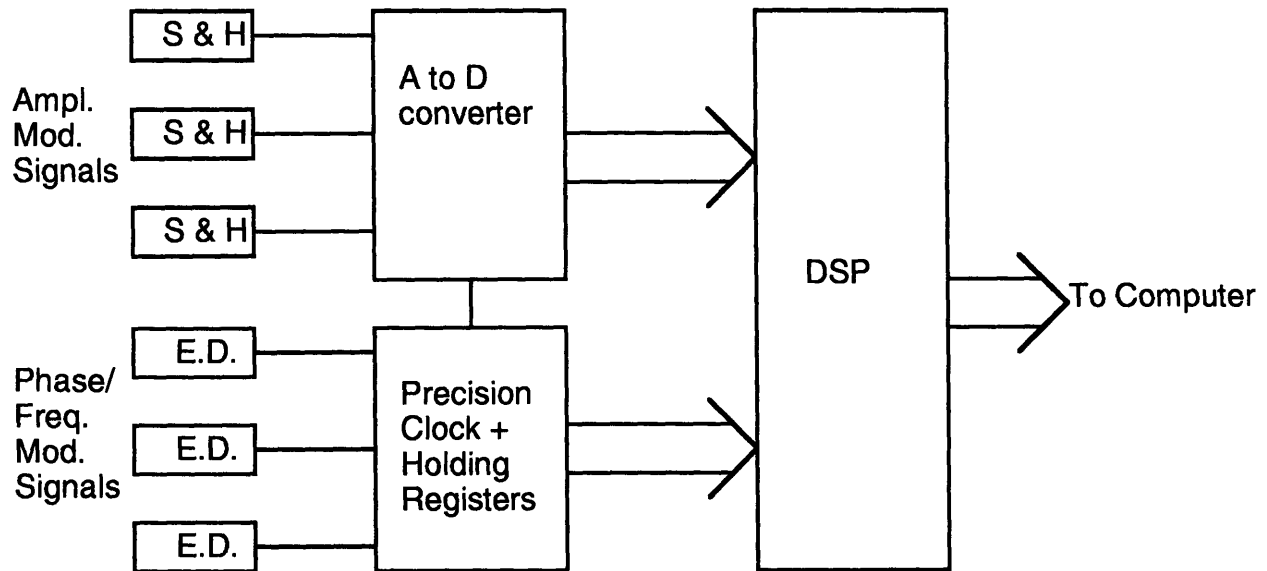 S & H
Ampl.
Mod.
Signals
S & H
S & H
A to D
converter
DSP
To Computer
E.D.
Phase/
Freq.
Mod.
Signals
E.D.
E.D.
Precision
Clock +
Holding
Registers